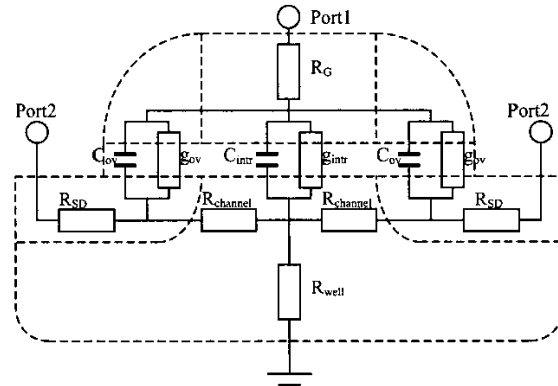 Port1
R_G
Port2
Port2
C_ov g_ov C_intr g_intr C_ov g_ov
R_SD R_channel R_channel R_SD
R_well